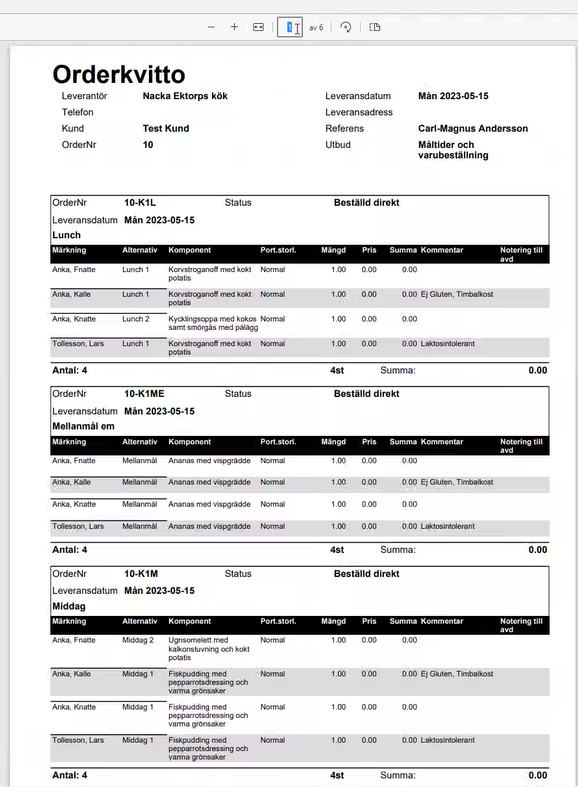 1 av 6
Orderkvitto
Leverantör Nacka Ektorps kök Leveransdatum Mån 2023-05-15
Telefon Leveransadress
Kund Test Kund Referens Carl-Magnus Andersson
OrderNr 10 Utbud Måltider och
varubeställning
OrderNr 10-K1L Status Beställd direkt
Leveransdatum Mån 2023-05-15
Lunch
Märkning Alternativ Komponent Port.storl. Mängd Pris Summa Kommentar Notering till
avd
Anka, Fnatte Lunch 1 Korvstroganoff med kokt Normal 1.00 0.00 0.00
potatis
Anka, Kalle Lunch 1 Korvstroganoff med kokt Normal 1.00 0.00 0.00 Ej Gluten, Timbalkost
potatis
Anka, Knatte Lunch 2 Kycklingsoppa med kokos Normal 1.00 0.00 0.00
samt smörgås med pålägg
Tollesson, Lars Lunch 1 Korvstroganoff med kokt Normal 1.00 0.00 0.00 Laktosintolerant
potatis
Antal: 4 4st Summa: 0.00
OrderNr 10-K1ME Status Beställd direkt
Leveransdatum Mån 2023-05-15
Mellanmål em
Märkning Alternativ Komponent Port.storl. Mängd Pris Summa Kommentar Notering till
avd
Anka, Fnatte Mellanmål Ananas med vispgrädde Normal 1.00 0.00 0.00
Anka, Kalle Mellanmål Ananas med vispgrädde Normal 1.00 0.00 0.00 Ej Gluten, Timbalkost
Anka, Knatte Mellanmål Ananas med vispgrädde Normal 1.00 0.00 0.00
Tollesson, Lars Mellanmål Ananas med vispgrädde Normal 1.00 0.00 0.00 Laktosintolerant
Antal: 4 4st Summa: 0.00
OrderNr 10-K1M Status Beställd direkt
Leveransdatum Mån 2023-05-15
Middag
Märkning Alternativ Komponent Port.storl. Mängd Pris Summa Kommentar Notering till
avd
Anka, Fnatte Middag 2 Ugnsomelett med Normal 1.00 0.00 0.00
kalkonstuvning och kokt
potatis
Anka, Kalle Middag 1 Fiskpudding med Normal 1.00 0.00 0.00 Ej Gluten, Timbalkost
pepparrotsdressing och
varma grönsaker
Anka, Knatte Middag 1 Fiskpudding med Normal 1.00 0.00 0.00
pepparrotsdressing och
varma grönsaker
Tollesson, Lars Middag 1 Fiskpudding med Normal 1.00 0.00 0.00 Laktosintolerant
pepparrotsdressing och
varma grönsaker
Antal: 4 4st Summa: 0.00